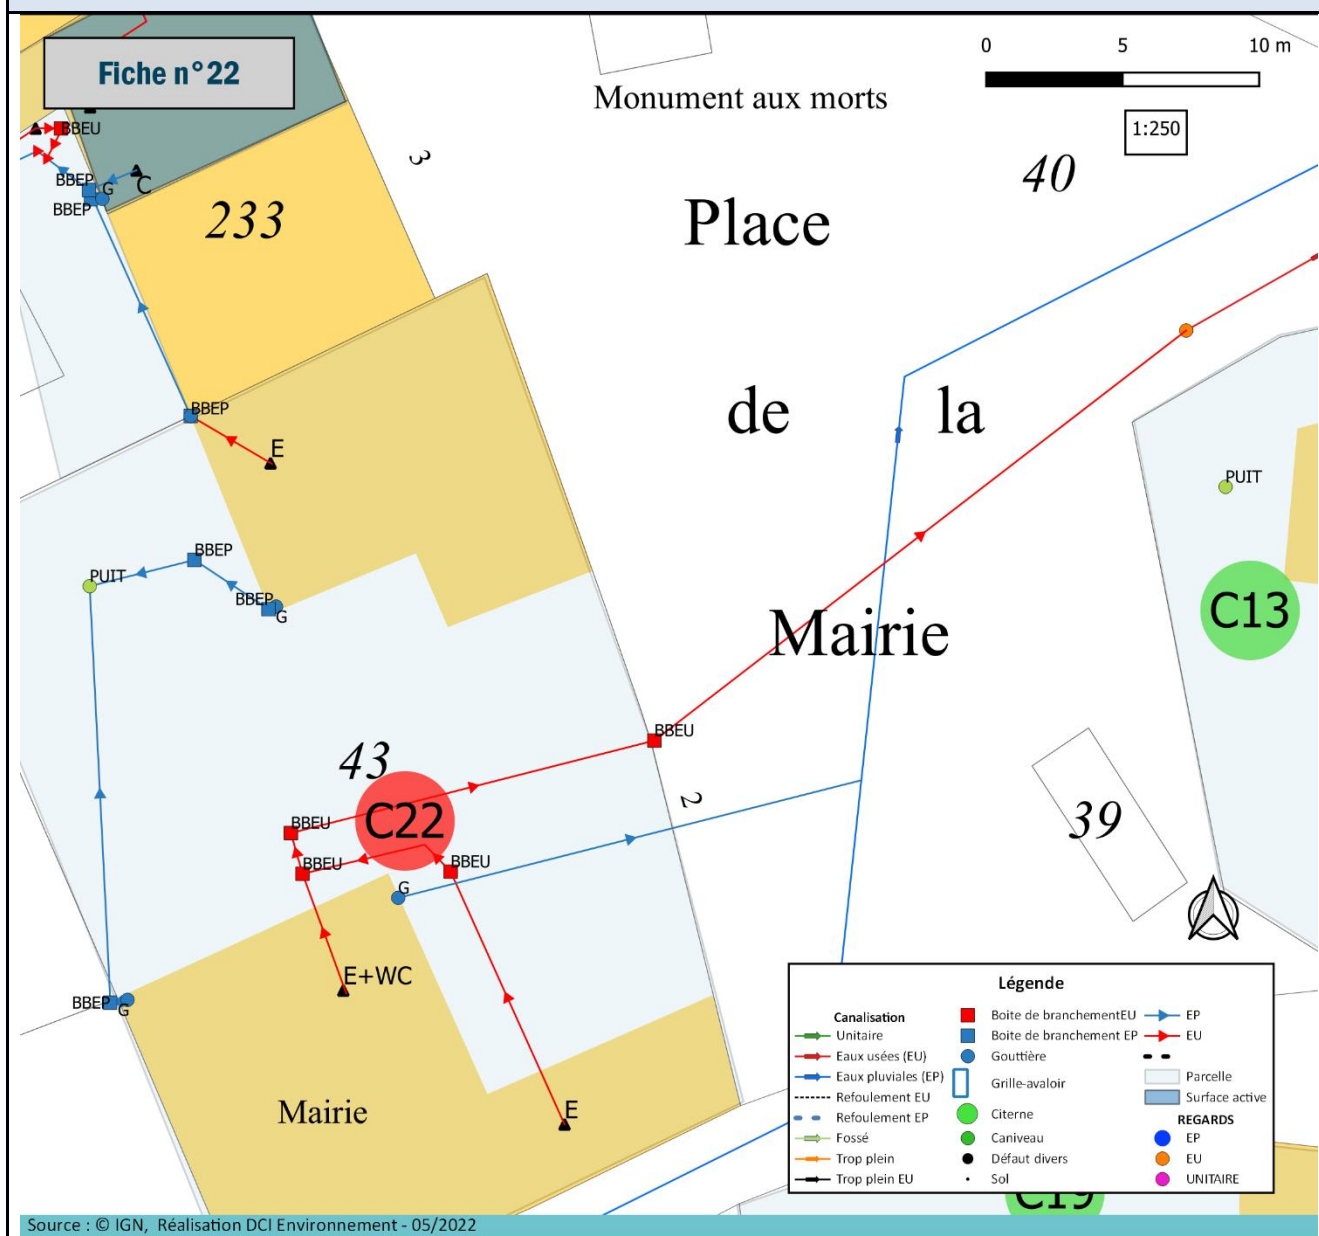 Fiche n°22
0 5 10 m
1:250
Monument aux morts
3
40
BBEU
BBEP
G
C
BBEP
233
Place
BBEP
E
de la
PUIT
BBEP
PUIT
BBEP
G
C13
Mairie
BBEU
43
2
C22
39
BBEU
BBEU
BBEU
G
E+WC
BBEP
G
Mairie
E
Légende
Canalisation
Unitaire
Eaux usées (EU)
Eaux pluviales (EP)
Refoulement EU
Refoulement EP
Fossé
Trop plein
Trop plein EU
Boite de branchementEU
Boite de branchement EP
Gouttière
Grille-avaloir
Citerne
Caniveau
Défaut divers
Sol
EP
EU
Parcelle
Surface active
REGARDS
EP
EU
UNITAIRE
C19
Source : © IGN, Réalisation DCI Environnement - 05/2022